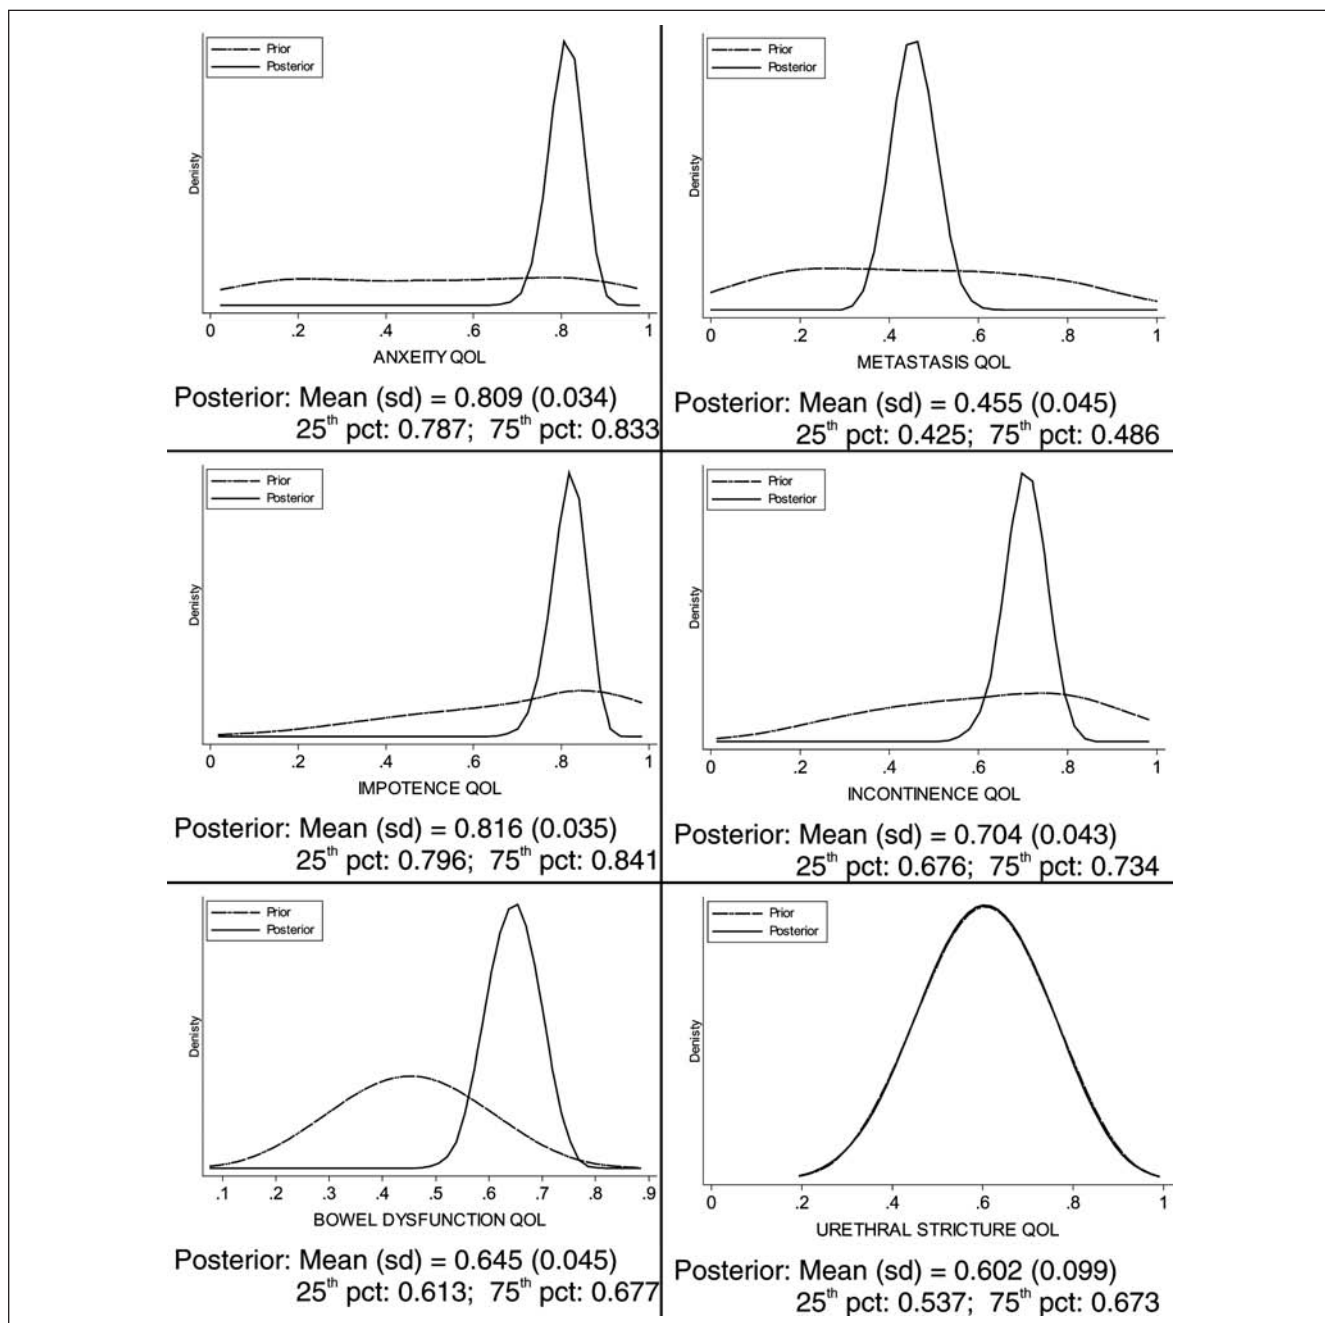 Prior
Posterior
Denisty
0 .2 .4 .6 .8 1
ANXEITY QOL
Posterior: Mean (sd) = 0.809 (0.034)
25th pct: 0.787; 75th pct: 0.833
Prior
Posterior
Denisty
0 .2 .4 .6 .8 1
METASTASIS QOL
Posterior: Mean (sd) = 0.455 (0.045)
25th pct: 0.425; 75th pct: 0.486
Prior
Posterior
Denisty
0 .2 .4 .6 .8 1
IMPOTENCE QOL
Posterior: Mean (sd) = 0.816 (0.035)
25th pct: 0.796; 75th pct: 0.841
Prior
Posterior
Denisty
0 .2 .4 .6 .8 1
INCONTINENCE QOL
Posterior: Mean (sd) = 0.704 (0.043)
25th pct: 0.676; 75th pct: 0.734
Prior
Posterior
Denisty
.1 .2 .3 .4 .5 .6 .7 .8 .9
BOWEL DYSFUNCTION QOL
Posterior: Mean (sd) = 0.645 (0.045)
25th pct: 0.613; 75th pct: 0.677
Prior
Posterior
Denisty
0 .2 .4 .6 .8 1
URETHRAL STRICTURE QOL
Posterior: Mean (sd) = 0.602 (0.099)
25th pct: 0.537; 75th pct: 0.673